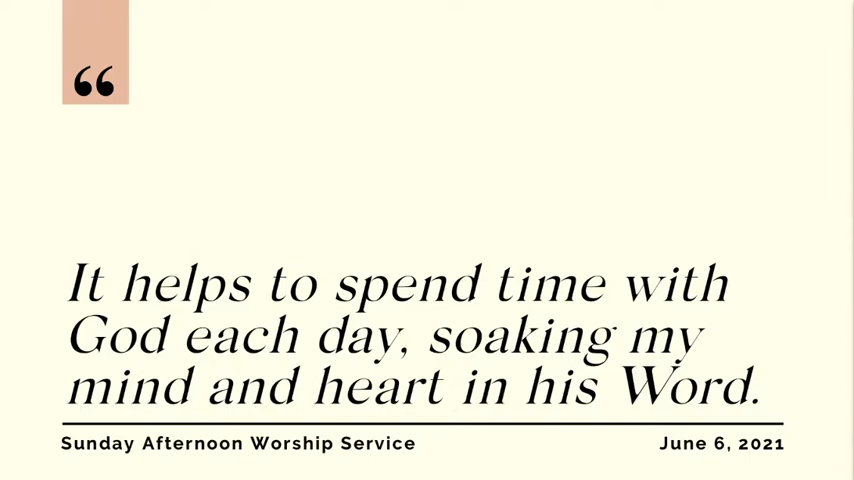 “
It helps to spend time with
God each day, soaking my
mind and heart in his Word.
Sunday Afternoon Worship Service June 6, 2021